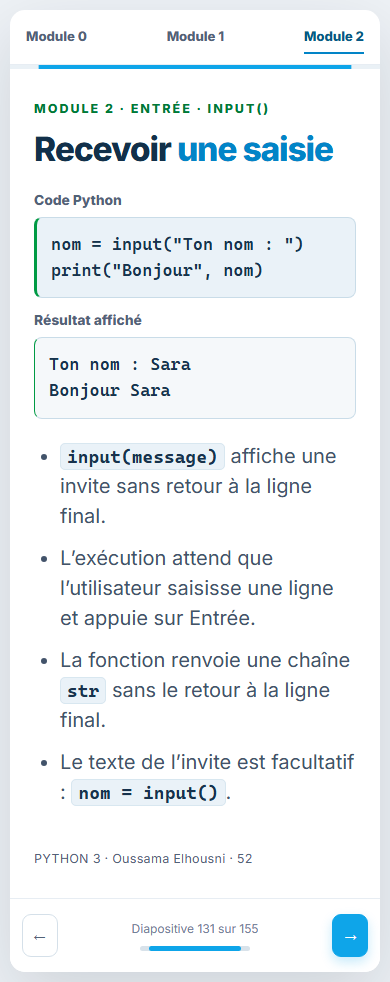 Module 0 Module 1 Module 2
MODULE 2 · ENTRÉE · INPUT()
Recevoir une saisie
Code Python
nom = input("Ton nom : ")
print("Bonjour", nom)
Résultat affiché
Ton nom : Sara
Bonjour Sara
• input(message) affiche une
invite sans retour à la ligne
final.
• L’exécution attend que
l’utilisateur saisisse une ligne
et appuie sur Entrée.
• La fonction renvoie une chaîne
str sans le retour à la ligne
final.
• Le texte de l’invite est facultatif
: nom = input().
PYTHON 3 · Oussama Elhousni · 52
← Diapositive 131 sur 155 →